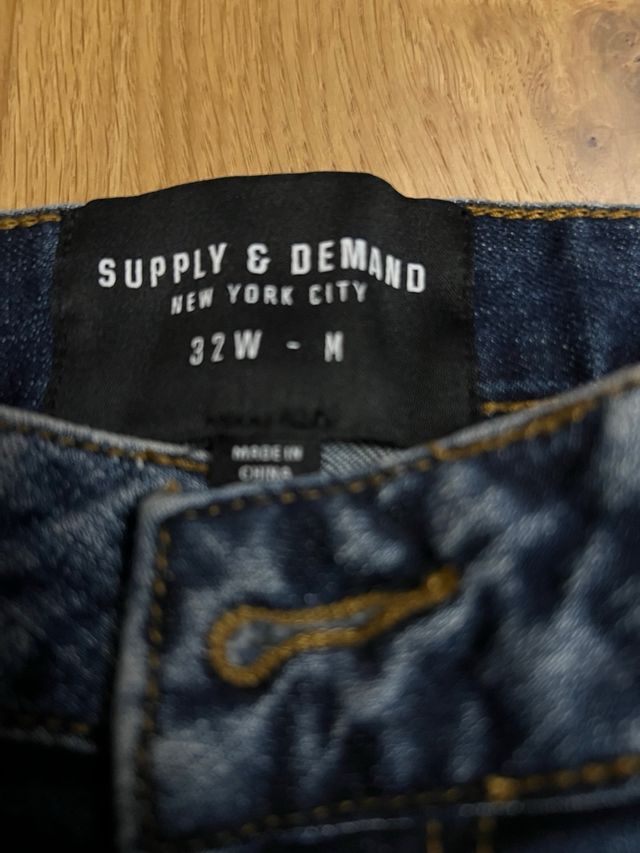 SUPPLY & DEMAND
NEW YORK CITY
32W - M
MADE IN
CHINA